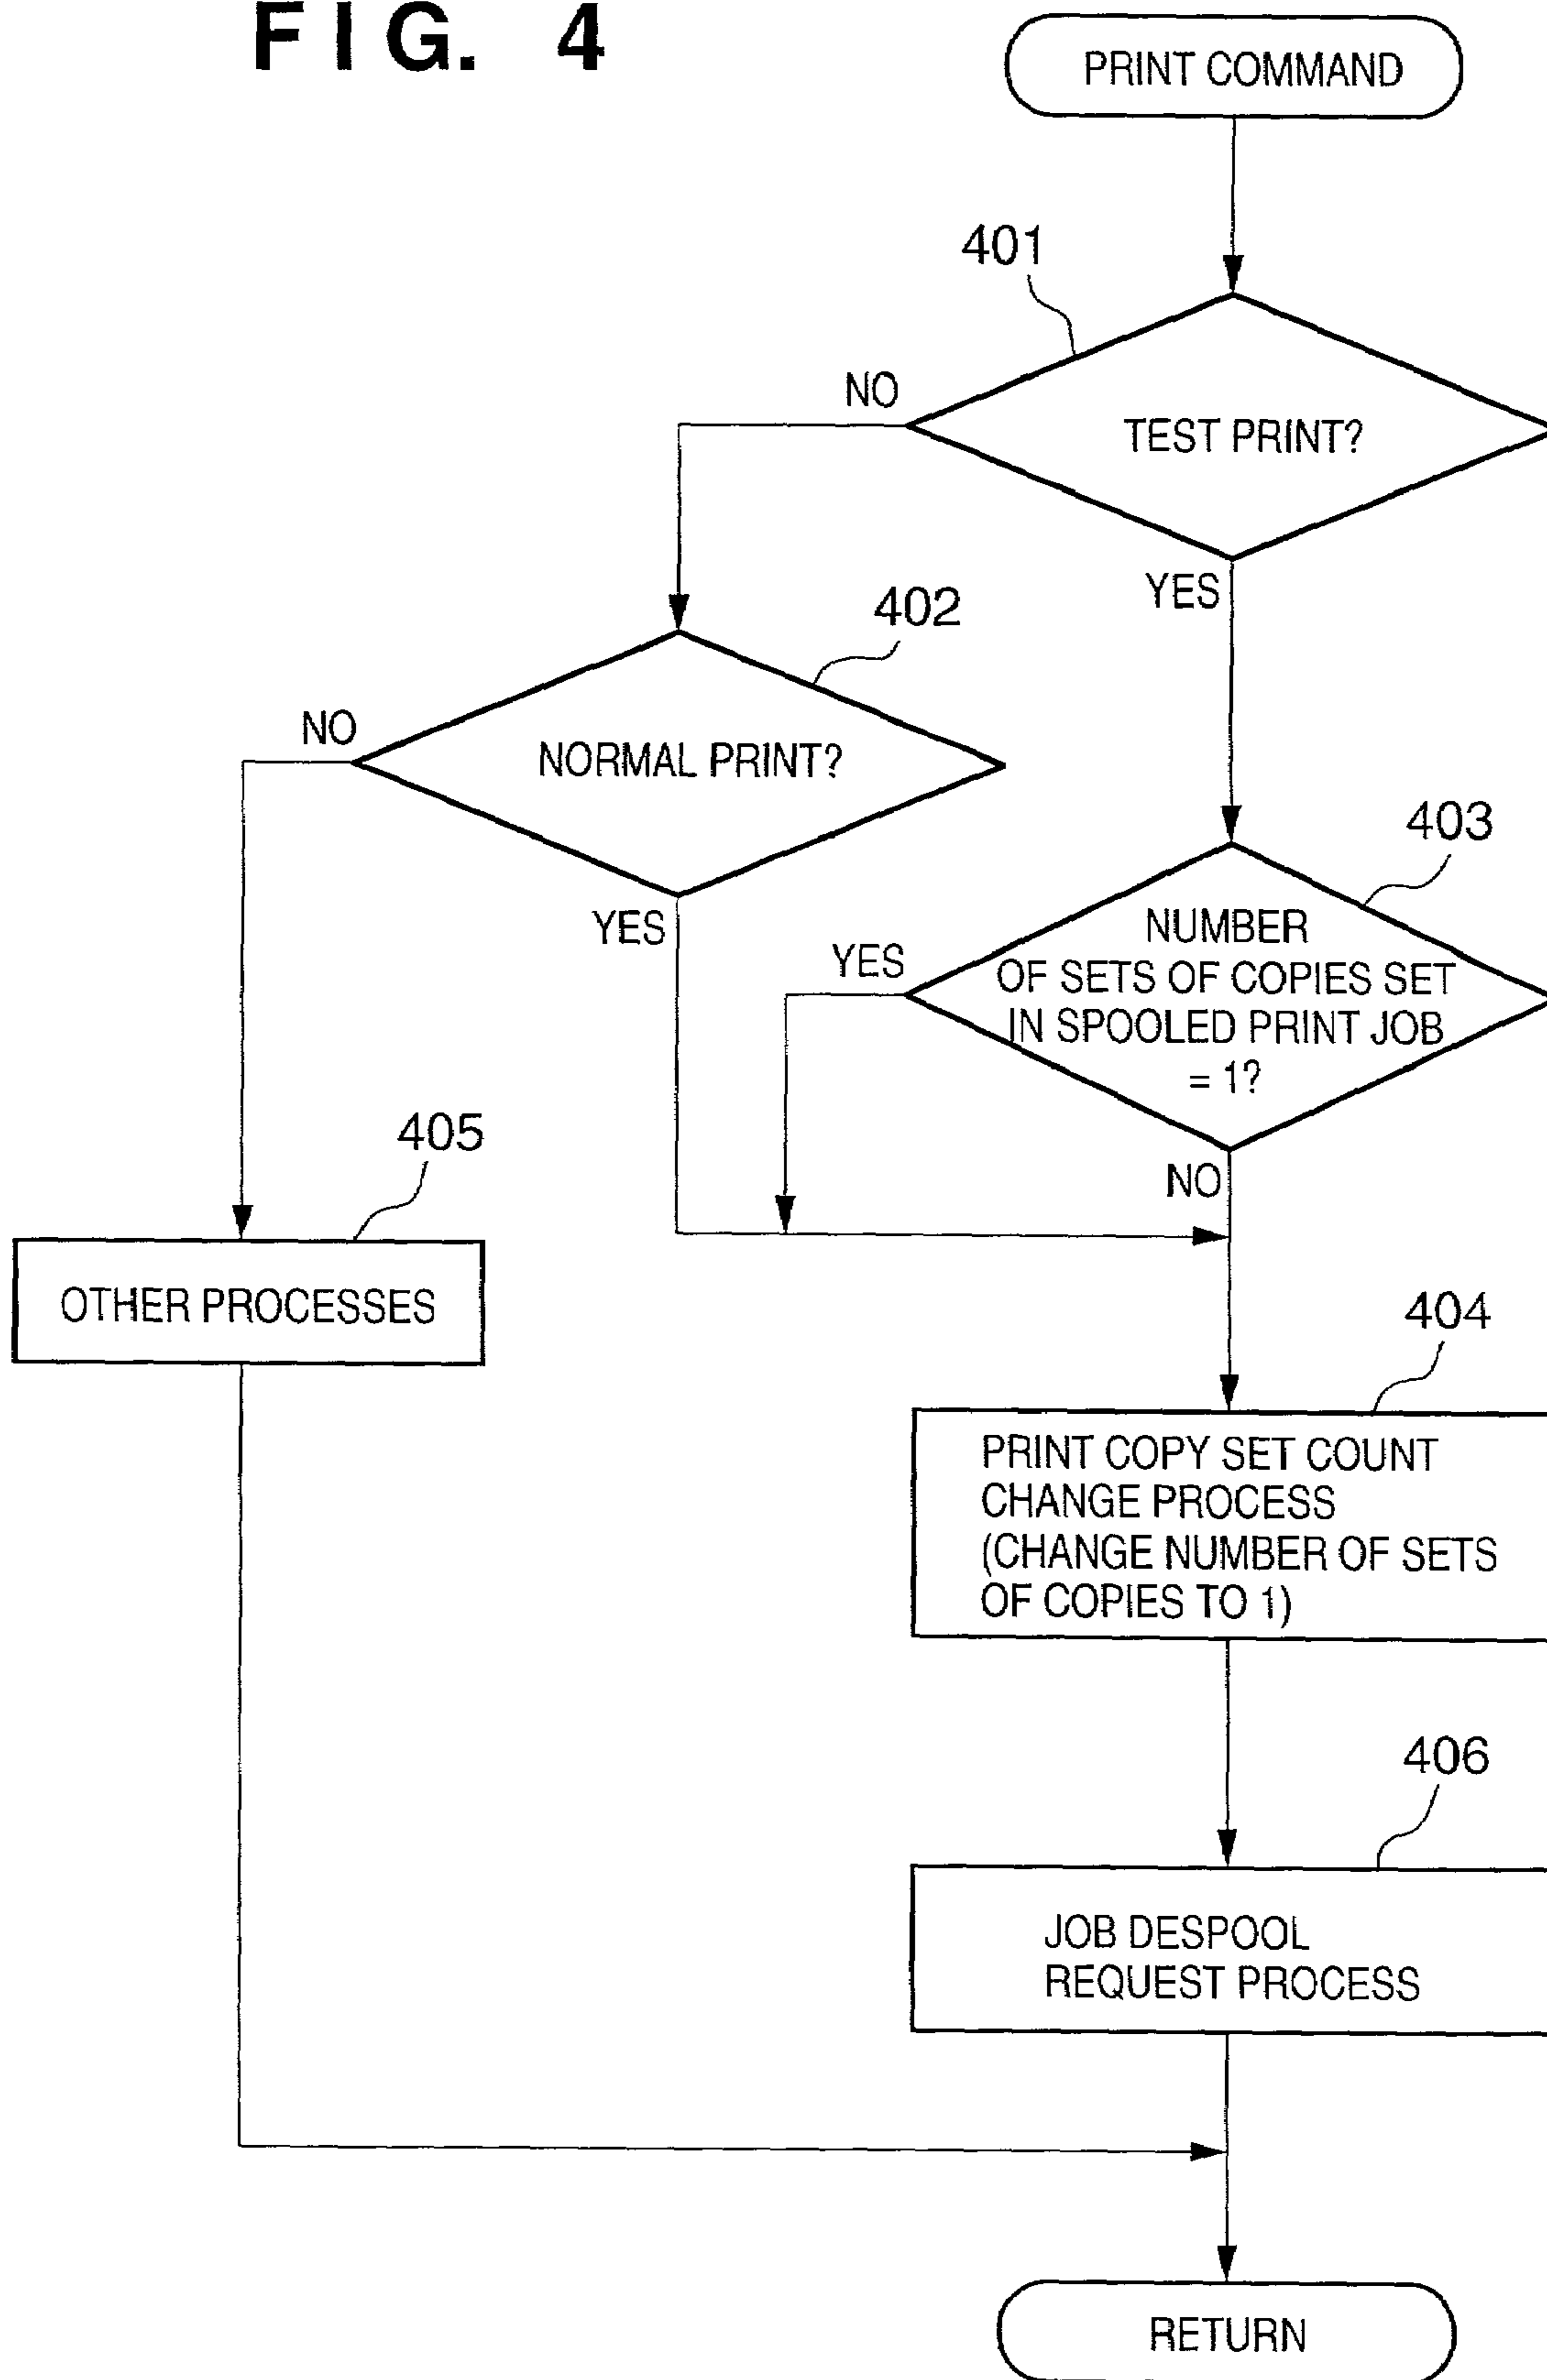 FIG. 4
PRINT COMMAND
401
NO
TEST PRINT?
YES
402
NO
NORMAL PRINT?
YES
403
YES
NUMBER
OF SETS OF COPIES SET
IN SPOOLED PRINT JOB
= 1?
NO
405
OTHER PROCESSES
404
PRINT COPY SET COUNT
CHANGE PROCESS
(CHANGE NUMBER OF SETS
OF COPIES TO 1)
406
JOB DESPOOL
REQUEST PROCESS
RETURN